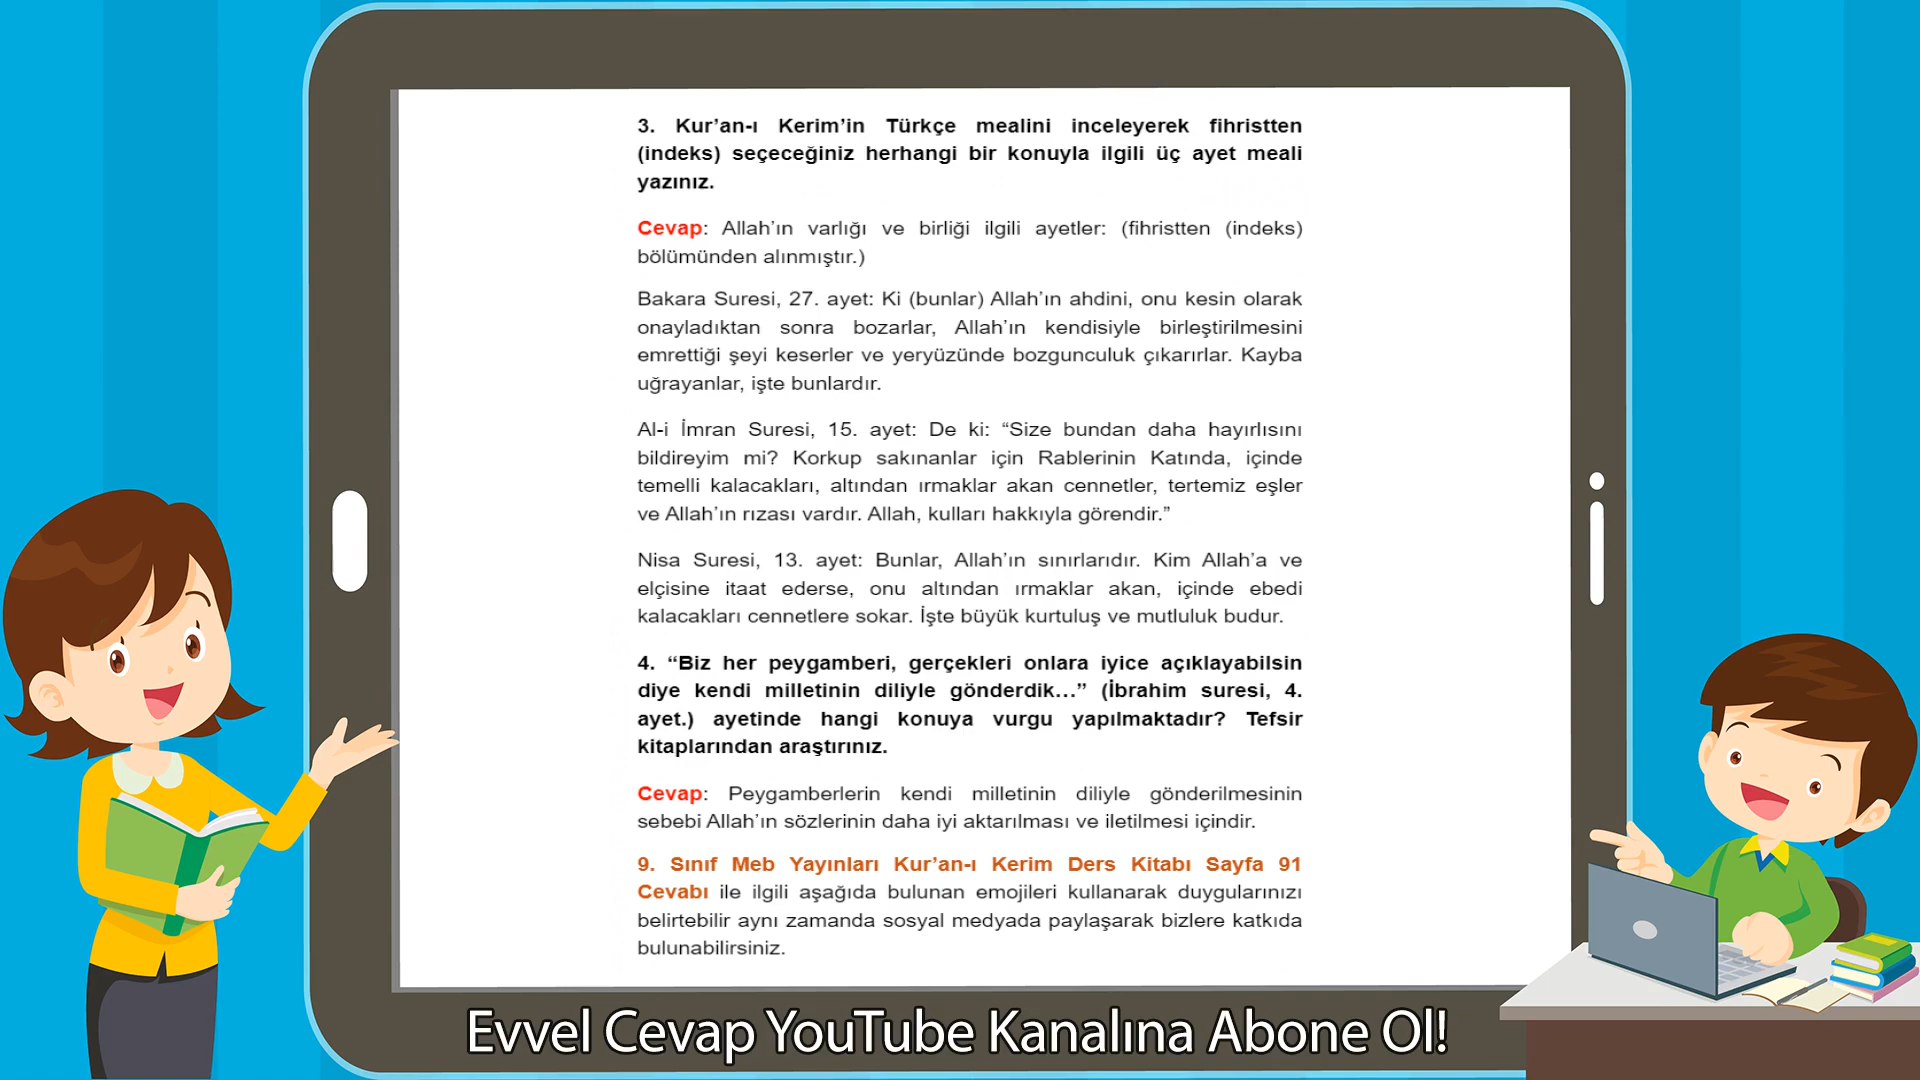 3. Kur’an-ı Kerim’in Türkçe mealini inceleyerek fihristten
(indeks) seçeceğiniz herhangi bir konuyla ilgili üç ayet meali
yazınız.
Cevap: Allah’ın varlığı ve birliği ilgili ayetler: (fihristten (indeks)
bölümünden alınmıştır.)
Bakara Suresi, 27. ayet: Ki (bunlar) Allah’ın ahdini, onu kesin olarak
onayladıktan sonra bozarlar, Allah’ın kendisiyle birleştirilmesini
emrettiği şeyi keserler ve yeryüzünde bozgunculuk çıkarırlar. Kayba
uğrayanlar, işte bunlardır.
Al-i İmran Suresi, 15. ayet: De ki: “Size bundan daha hayırlısını
bildireyim mi? Korkup sakınanlar için Rablerinin Katında, içinde
temelli kalacakları, altından ırmaklar akan cennetler, tertemiz eşler
ve Allah’ın rızası vardır. Allah, kulları hakkıyla görendir.”
Nisa Suresi, 13. ayet: Bunlar, Allah’ın sınırlarıdır. Kim Allah’a ve
elçisine itaat ederse, onu altından ırmaklar akan, içinde ebedi
kalacakları cennetlere sokar. İşte büyük kurtuluş ve mutluluk budur.
4. “Biz her peygamberi, gerçekleri onlara iyice açıklayabilsin
diye kendi milletinin diliyle gönderdik…” (İbrahim suresi, 4.
ayet.) ayetinde hangi konuya vurgu yapılmaktadır? Tefsir
kitaplarından araştırınız.
Cevap: Peygamberlerin kendi milletinin diliyle gönderilmesinin
sebebi Allah’ın sözlerinin daha iyi aktarılması ve iletilmesi içindir.
9. Sınıf Meb Yayınları Kur’an-ı Kerim Ders Kitabı Sayfa 91
Cevabı ile ilgili aşağıda bulunan emojileri kullanarak duygularınızı
belirtebilir aynı zamanda sosyal medyada paylaşarak bizlere katkıda
bulunabilirsiniz.
Evvel Cevap YouTube Kanalına Abone Ol!